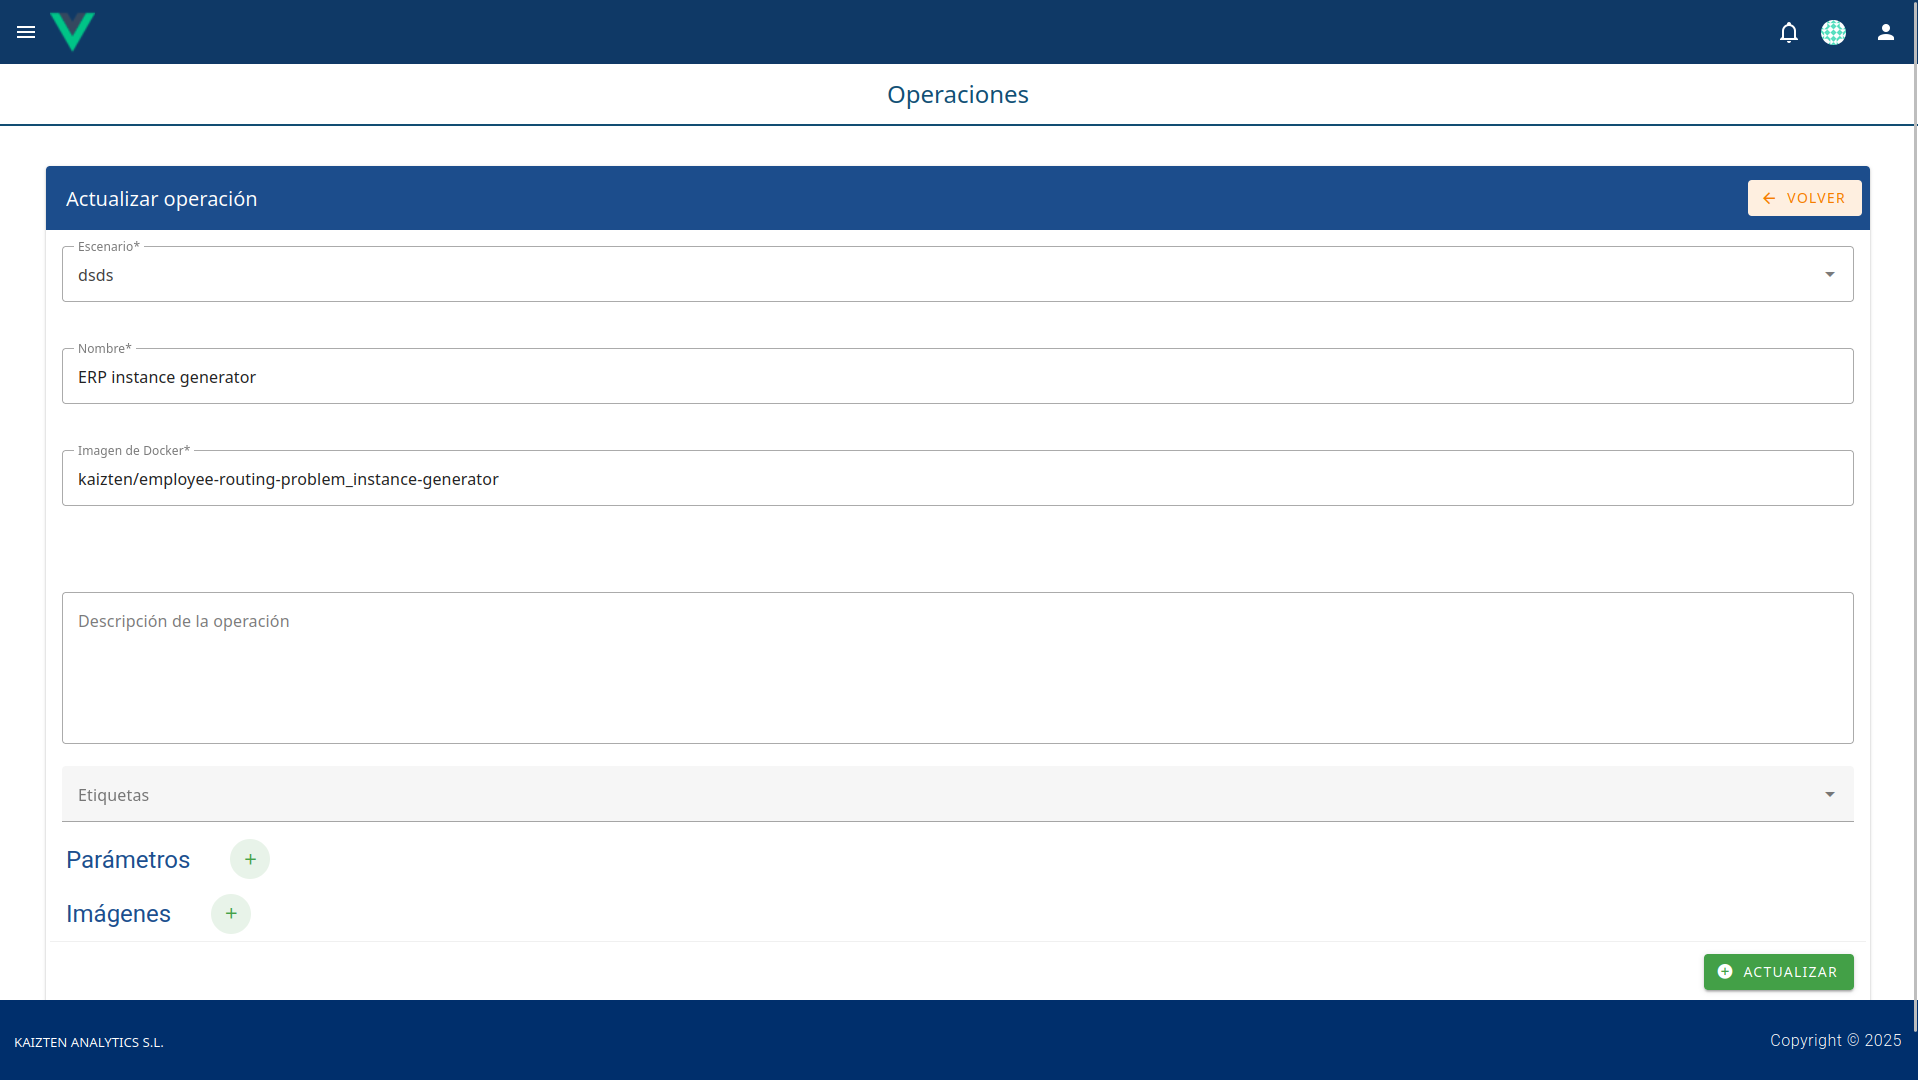 Operaciones
Actualizar operación
VOLVER
Escenario*
dsds
Nombre*
ERP instance generator
Imagen de Docker*
kaizten/employee-routing-problem_instance-generator
Descripción de la operación
Etiquetas
Parámetros
Imágenes
ACTUALIZAR
KAIZTEN ANALYTICS S.L.
Copyright © 2025